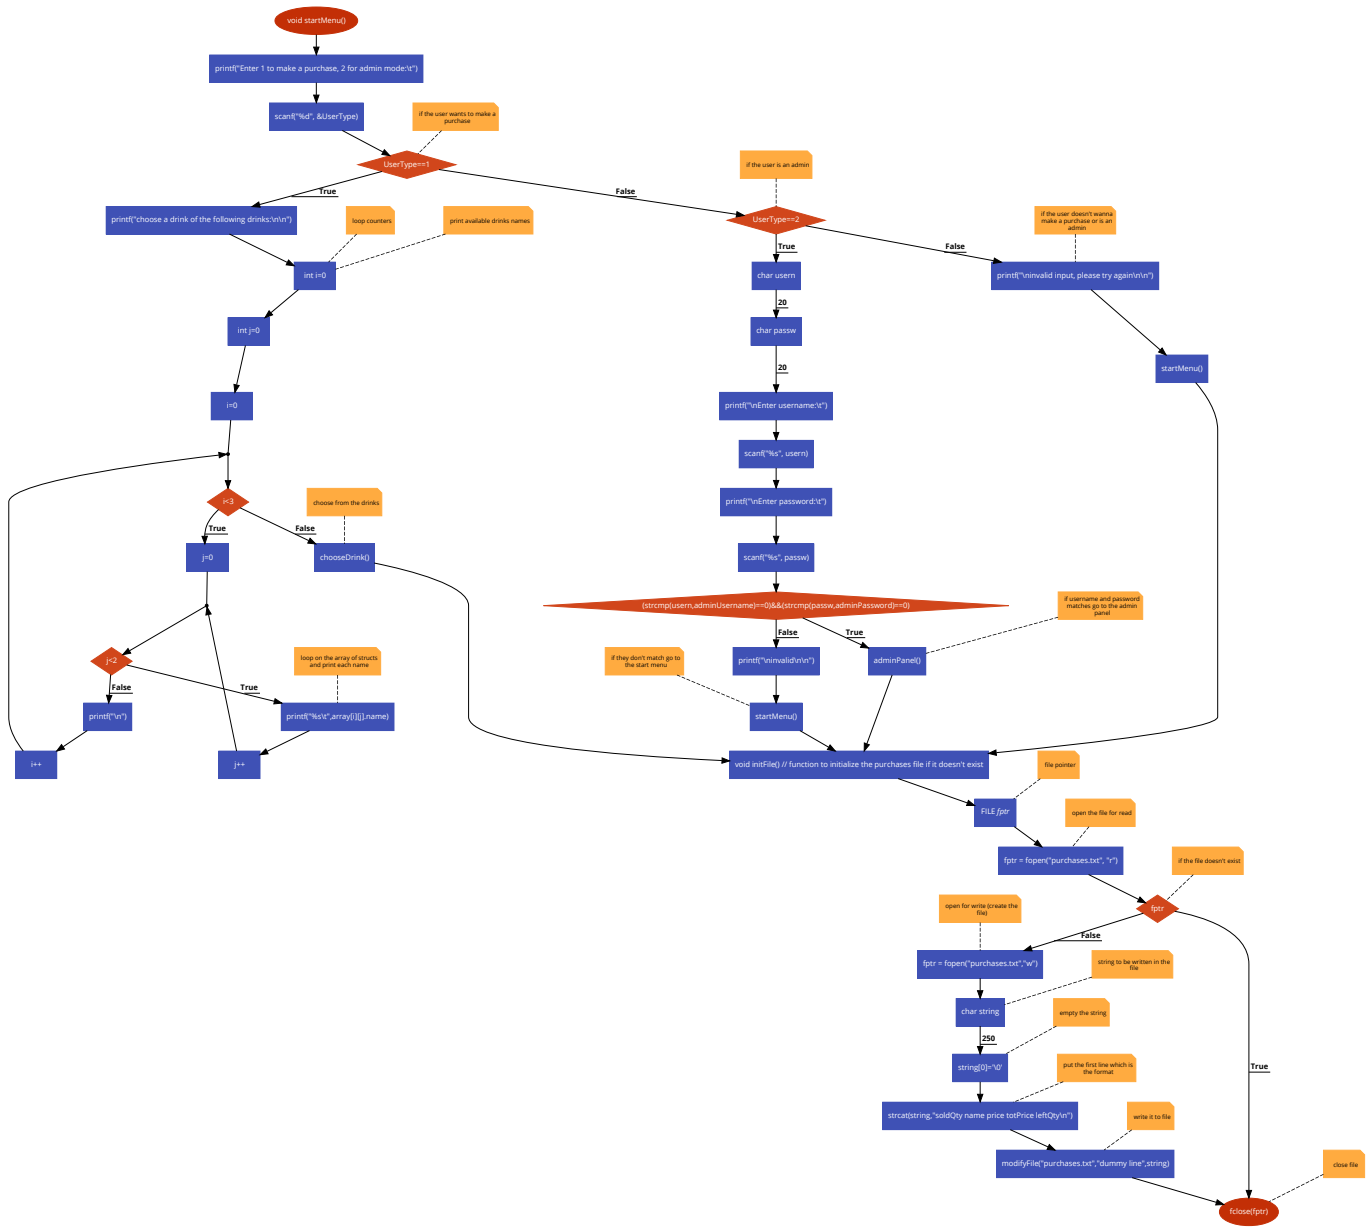 void startMenu()
printf("Enter 1 to make a purchase, 2 for admin mode:\t")
scanf("%d", &UserType)
if the user wants to make a
purchase
UserType==1
if the user is an admin
True
False
printf("choose a drink of the following drinks:\n\n")
loop counters
print available drinks names
UserType==2
if the user doesn't wanna
make a purchase or is an
admin
True
False
int i=0
char usern
printf("\ninvalid input, please try again\n\n")
20
int j=0
char passw
startMenu()
20
i=0
printf("\nEnter username:\t")
scanf("%s", usern)
i<3
choose from the drinks
printf("\nEnter password:\t")
True
False
j=0
chooseDrink()
scanf("%s", passw)
(strcmp(usern,adminUsername)==0)&&(strcmp(passw,adminPassword)==0)
if username and password
matches go to the admin
panel
False
True
j<2
loop on the array of structs
and print each name
if they don't match go to
the start menu
printf("\ninvalid\n\n")
adminPanel()
False
True
printf("\n")
printf("%s\t",array[i][j].name)
startMenu()
i++
j++
void initFile() // function to initialize the purchases file if it doesn't exist
file pointer
FILE fptr
open the file for read
fptr = fopen("purchases.txt", "r")
if the file doesn't exist
fptr
open for write (create the
file)
False
fptr = fopen("purchases.txt","w")
string to be written in the
file
char string
empty the string
250
string[0]='\0'
put the first line which is
the format
True
strcat(string,"soldQty name price totPrice leftQty\n")
write it to file
modifyFile("purchases.txt","dummy line",string)
close file
fclose(fptr)